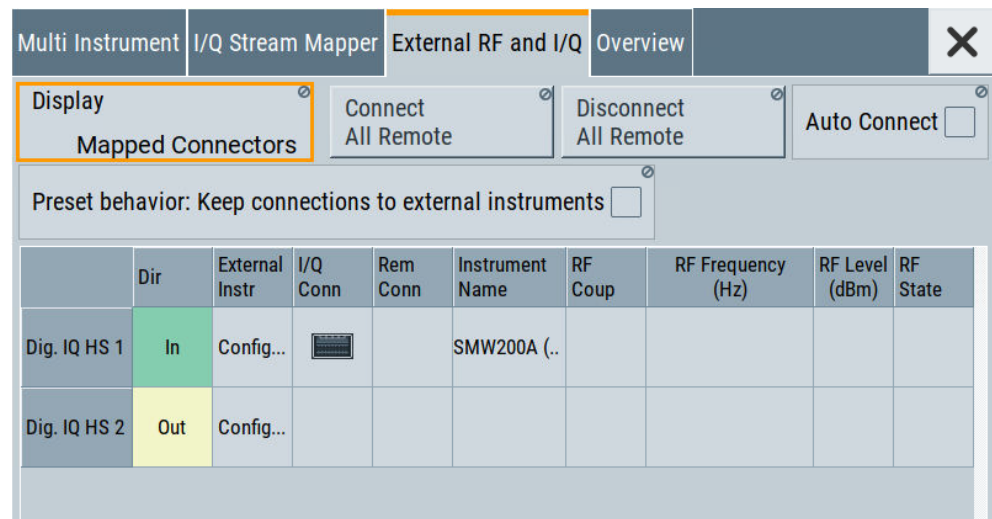 Multi Instrument I/Q Stream Mapper External RF and I/Q Overview
Display
Mapped Connectors
Connect
All Remote
Disconnect
All Remote
Auto Connect
Preset behavior: Keep connections to external instruments
Dir
External
Instr
I/Q
Conn
Rem
Conn
Instrument
Name
RF
Coup
RF Frequency
(Hz)
RF Level
(dBm)
RF
State
Dig. IQ HS 1 In Config... SMW200A (..
Dig. IQ HS 2 Out Config...